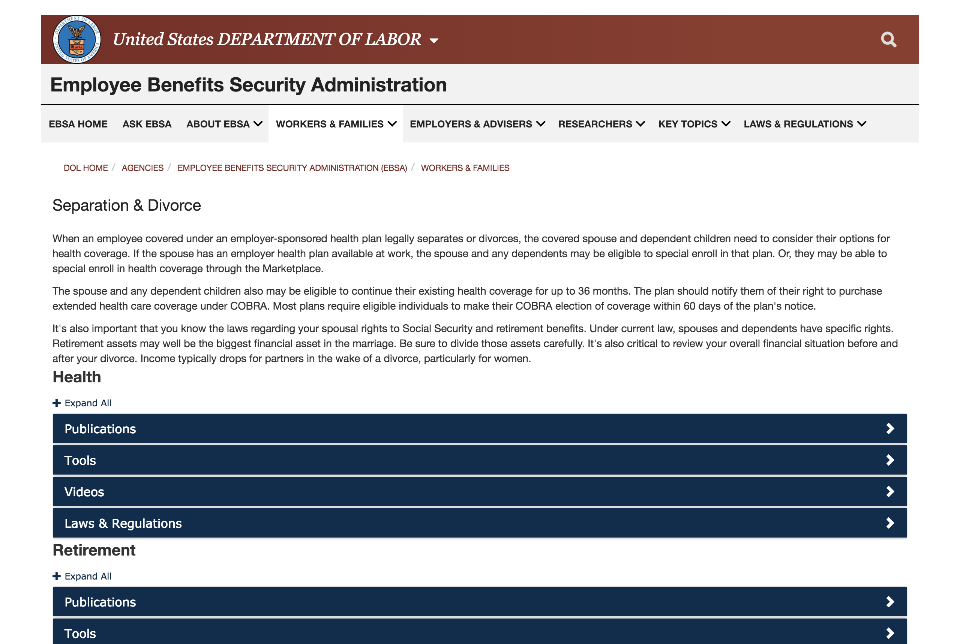 United States DEPARTMENT OF LABOR
Employee Benefits Security Administration
EBSA HOME ASK EBSA ABOUT EBSA WORKERS & FAMILIES EMPLOYERS & ADVISERS RESEARCHERS KEY TOPICS LAWS & REGULATIONS
DOL HOME / AGENCIES / EMPLOYEE BENEFITS SECURITY ADMINISTRATION (EBSA) / WORKERS & FAMILIES
Separation & Divorce
When an employee covered under an employer-sponsored health plan legally separates or divorces, the covered spouse and dependent children need to consider their options for
health coverage. If the spouse has an employer health plan available at work, the spouse and any dependents may be eligible to special enroll in that plan. Or, they may be able to
special enroll in health coverage through the Marketplace.
The spouse and any dependent children also may be eligible to continue their existing health coverage for up to 36 months. The plan should notify them of their right to purchase
extended health care coverage under COBRA. Most plans require eligible individuals to make their COBRA election of coverage within 60 days of the plan's notice.
It's also important that you know the laws regarding your spousal rights to Social Security and retirement benefits. Under current law, spouses and dependents have specific rights.
Retirement assets may well be the biggest financial asset in the marriage. Be sure to divide those assets carefully. It's also critical to review your overall financial situation before and
after your divorce. Income typically drops for partners in the wake of a divorce, particularly for women.
Health
+ Expand All
Publications
Tools
Videos
Laws & Regulations
Retirement
+ Expand All
Publications
Tools